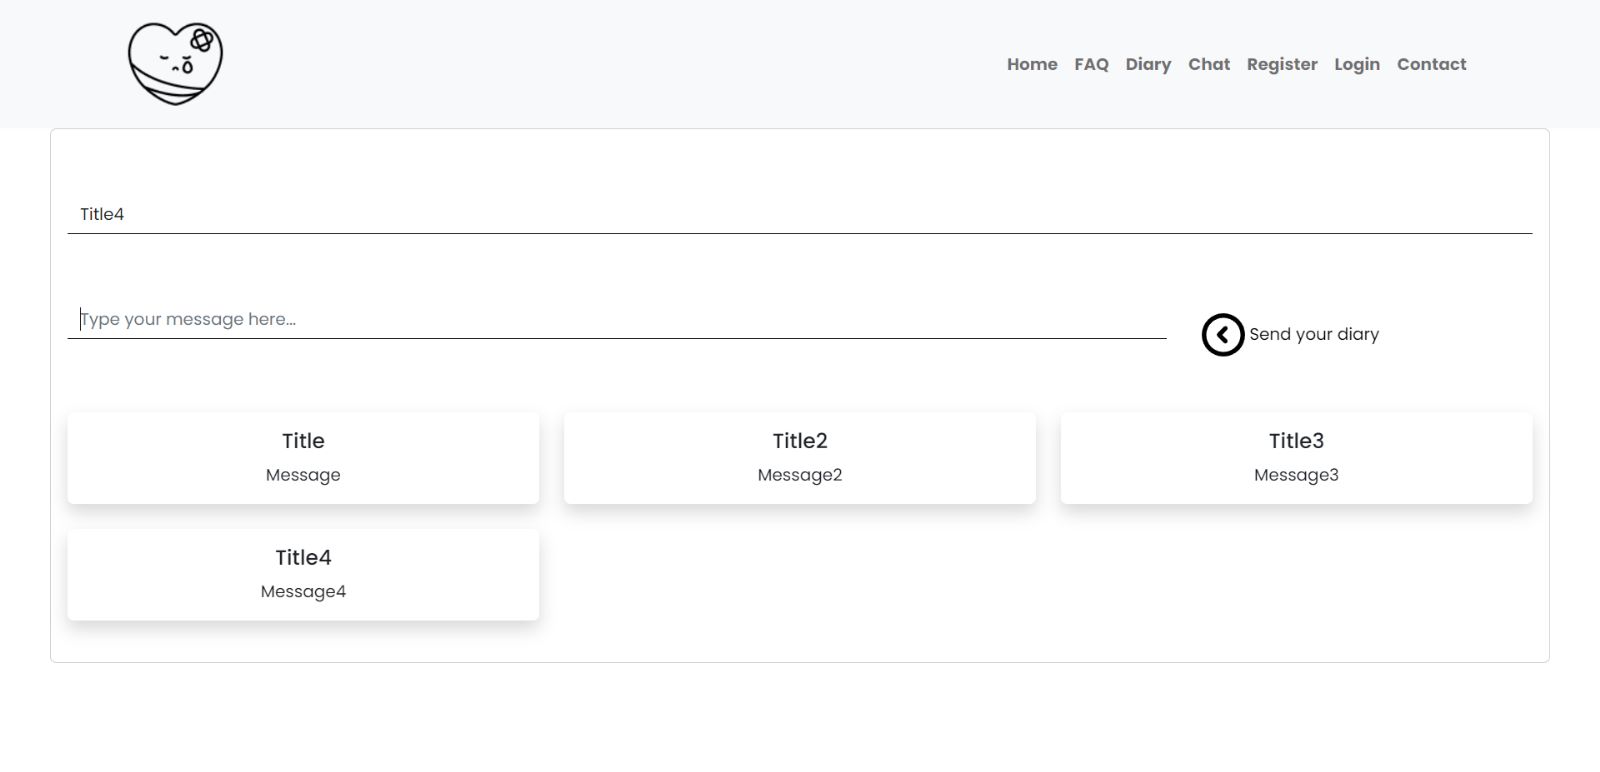 Home FAQ Diary Chat Register Login Contact
Title4
Type your message here...
Send your diary
Title
Message
Title2
Message2
Title3
Message3
Title4
Message4